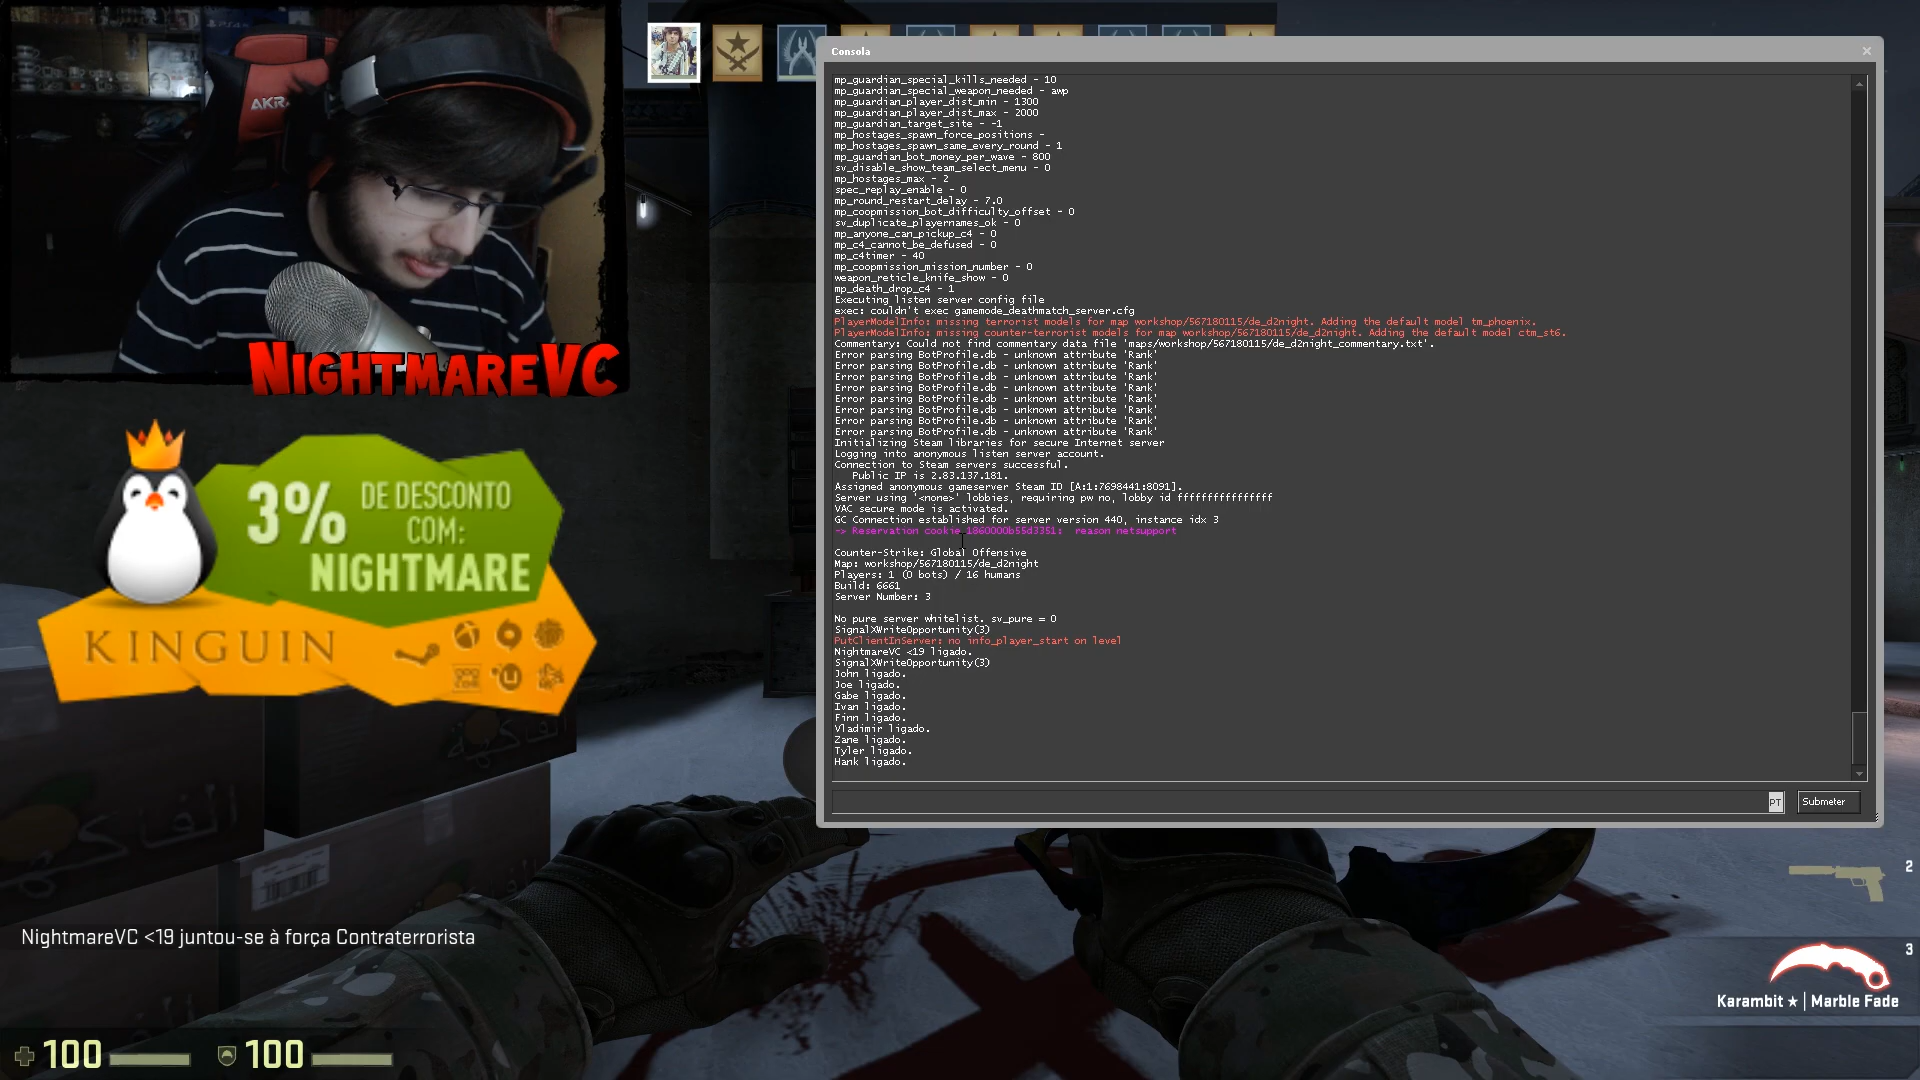 AKR
NIGHTMAREVC
3% DE DESCONTO
COM:
NIGHTMARE
KINGUIN
Consola
mp_guardian_special_kills_needed - 10
mp_guardian_special_weapon_needed - awp
mp_guardian_player_dist_min - 1300
mp_guardian_player_dist_max - 2000
mp_guardian_target_site - -1
mp_hostages_spawn_force_positions -
mp_hostages_spawn_same_every_round - 1
mp_guardian_bot_money_per_wave - 800
sv_disable_show_team_select_menu - 0
mp_hostages_max - 2
spec_replay_enable - 0
mp_round_restart_delay - 7.0
mp_coopmission_bot_difficulty_offset - 0
sv_duplicate_playernames_ok - 0
mp_anyone_can_pickup_c4 - 0
mp_c4_cannot_be_defused - 0
mp_c4timer - 40
mp_coopmission_mission_number - 0
weapon_reticle_knife_show - 0
mp_death_drop_c4 - 1
Executing listen server config file
exec: couldn't exec gamemode_deathmatch_server.cfg
PlayerModelInfo: missing terrorist models for map workshop/567180115/de_d2night. Adding the default model tm_phoenix.
PlayerModelInfo: missing counter-terrorist models for map workshop/567180115/de_d2night. Adding the default model ctm_st6.
Commentary: Could not find commentary data file 'maps/workshop/567180115/de_d2night_commentary.txt'.
Error parsing BotProfile.db - unknown attribute 'Rank'
Error parsing BotProfile.db - unknown attribute 'Rank'
Error parsing BotProfile.db - unknown attribute 'Rank'
Error parsing BotProfile.db - unknown attribute 'Rank'
Error parsing BotProfile.db - unknown attribute 'Rank'
Error parsing BotProfile.db - unknown attribute 'Rank'
Error parsing BotProfile.db - unknown attribute 'Rank'
Error parsing BotProfile.db - unknown attribute 'Rank'
Initializing Steam libraries for secure Internet server
Logging into anonymous listen server account.
Connection to Steam servers successful.
Public IP is 2.83.137.181.
Assigned anonymous gameserver Steam ID [A:1:7698441:8091].
Server using '<none>' lobbies, requiring pw no, lobby id ffffffffffffffff
VAC secure mode is activated.
GC Connection established for server version 440, instance idx 3
-> Reservation cookie 1860000b55d3351: reason netsupport
Counter-Strike: Global Offensive
Map: workshop/567180115/de_d2night
Players: 1 (0 bots) / 16 humans
Build: 6661
Server Number: 3
No pure server whitelist. sv_pure = 0
SignalXWriteOpportunity(3)
PutClientInServer: no info_player_start on level
NightmareVC <19 ligado.
SignalXWriteOpportunity(3)
John ligado.
Joe ligado.
Gabe ligado.
Ivan ligado.
Finn ligado.
Vladimir ligado.
Zane ligado.
Tyler ligado.
Hank ligado.
PT
Submeter
2
3
Karambit ★ | Marble Fade
NightmareVC <19 juntou-se à força Contraterrorista
100
100